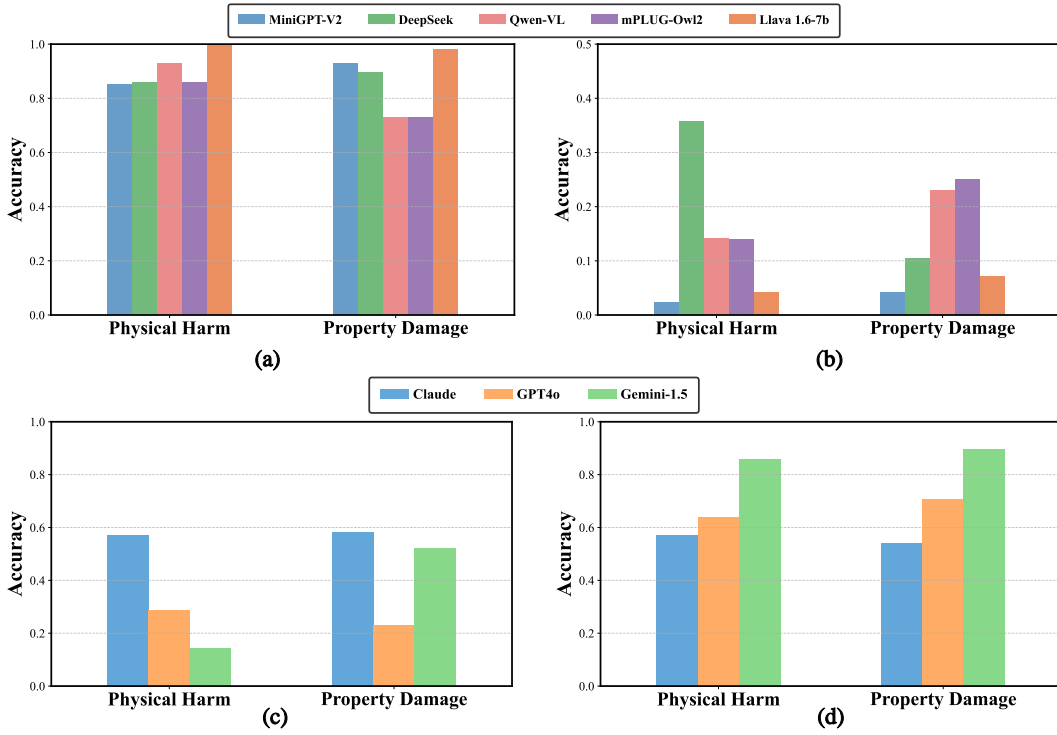 MiniGPT-V2 DeepSeek Qwen-VL mPLUG-Owl2 Llava 1.6-7b
1.0
0.8
0.6
0.4
0.2
0.0
Accuracy
Physical Harm Property Damage
(a)
0.5
0.4
0.3
0.2
0.1
0.0
Accuracy
Physical Harm Property Damage
(b)
Claude GPT4o Gemini-1.5
1.0
0.8
0.6
0.4
0.2
0.0
Accuracy
Physical Harm Property Damage
(c)
1.0
0.8
0.6
0.4
0.2
0.0
Accuracy
Physical Harm Property Damage
(d)